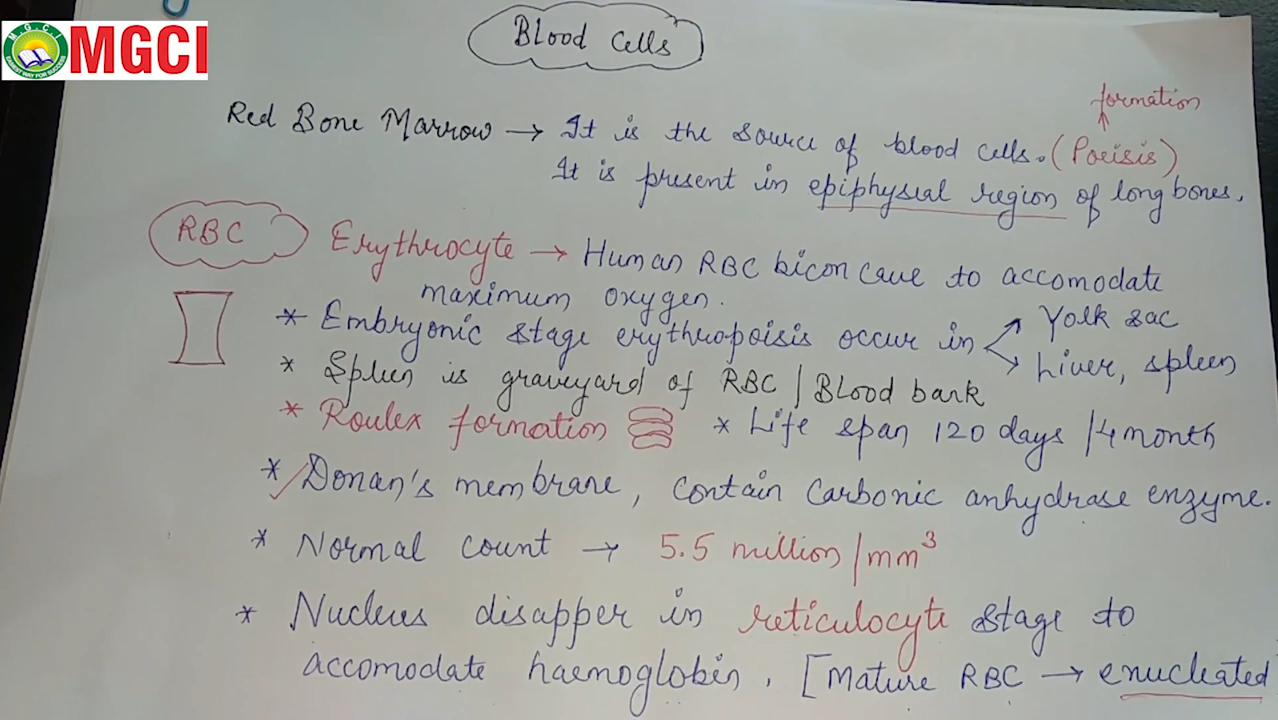 M.G.C.I
MGCI
Blood Cells
formation
Red Bone Marrow → It is the source of blood cells. (Poeisis)
It is present in epiphysial region of long bones.
RBC Erythrocyte → Human RBC biconcave to accomodate
maximum oxygen.
* Embryonic stage erythropoisis occur in Yolk sac
Liver, spleen
* Spleen is graveyard of RBC / Blood bank
* Roulex formation * Life span 120 days / 4 month
* Donan's membrane, contain carbonic anhydrase enzyme.
* Normal count → 5.5 million/mm³
* Nucleus disapper in reticulocyte stage to
accomodate haemoglobin. [Mature RBC → enucleated